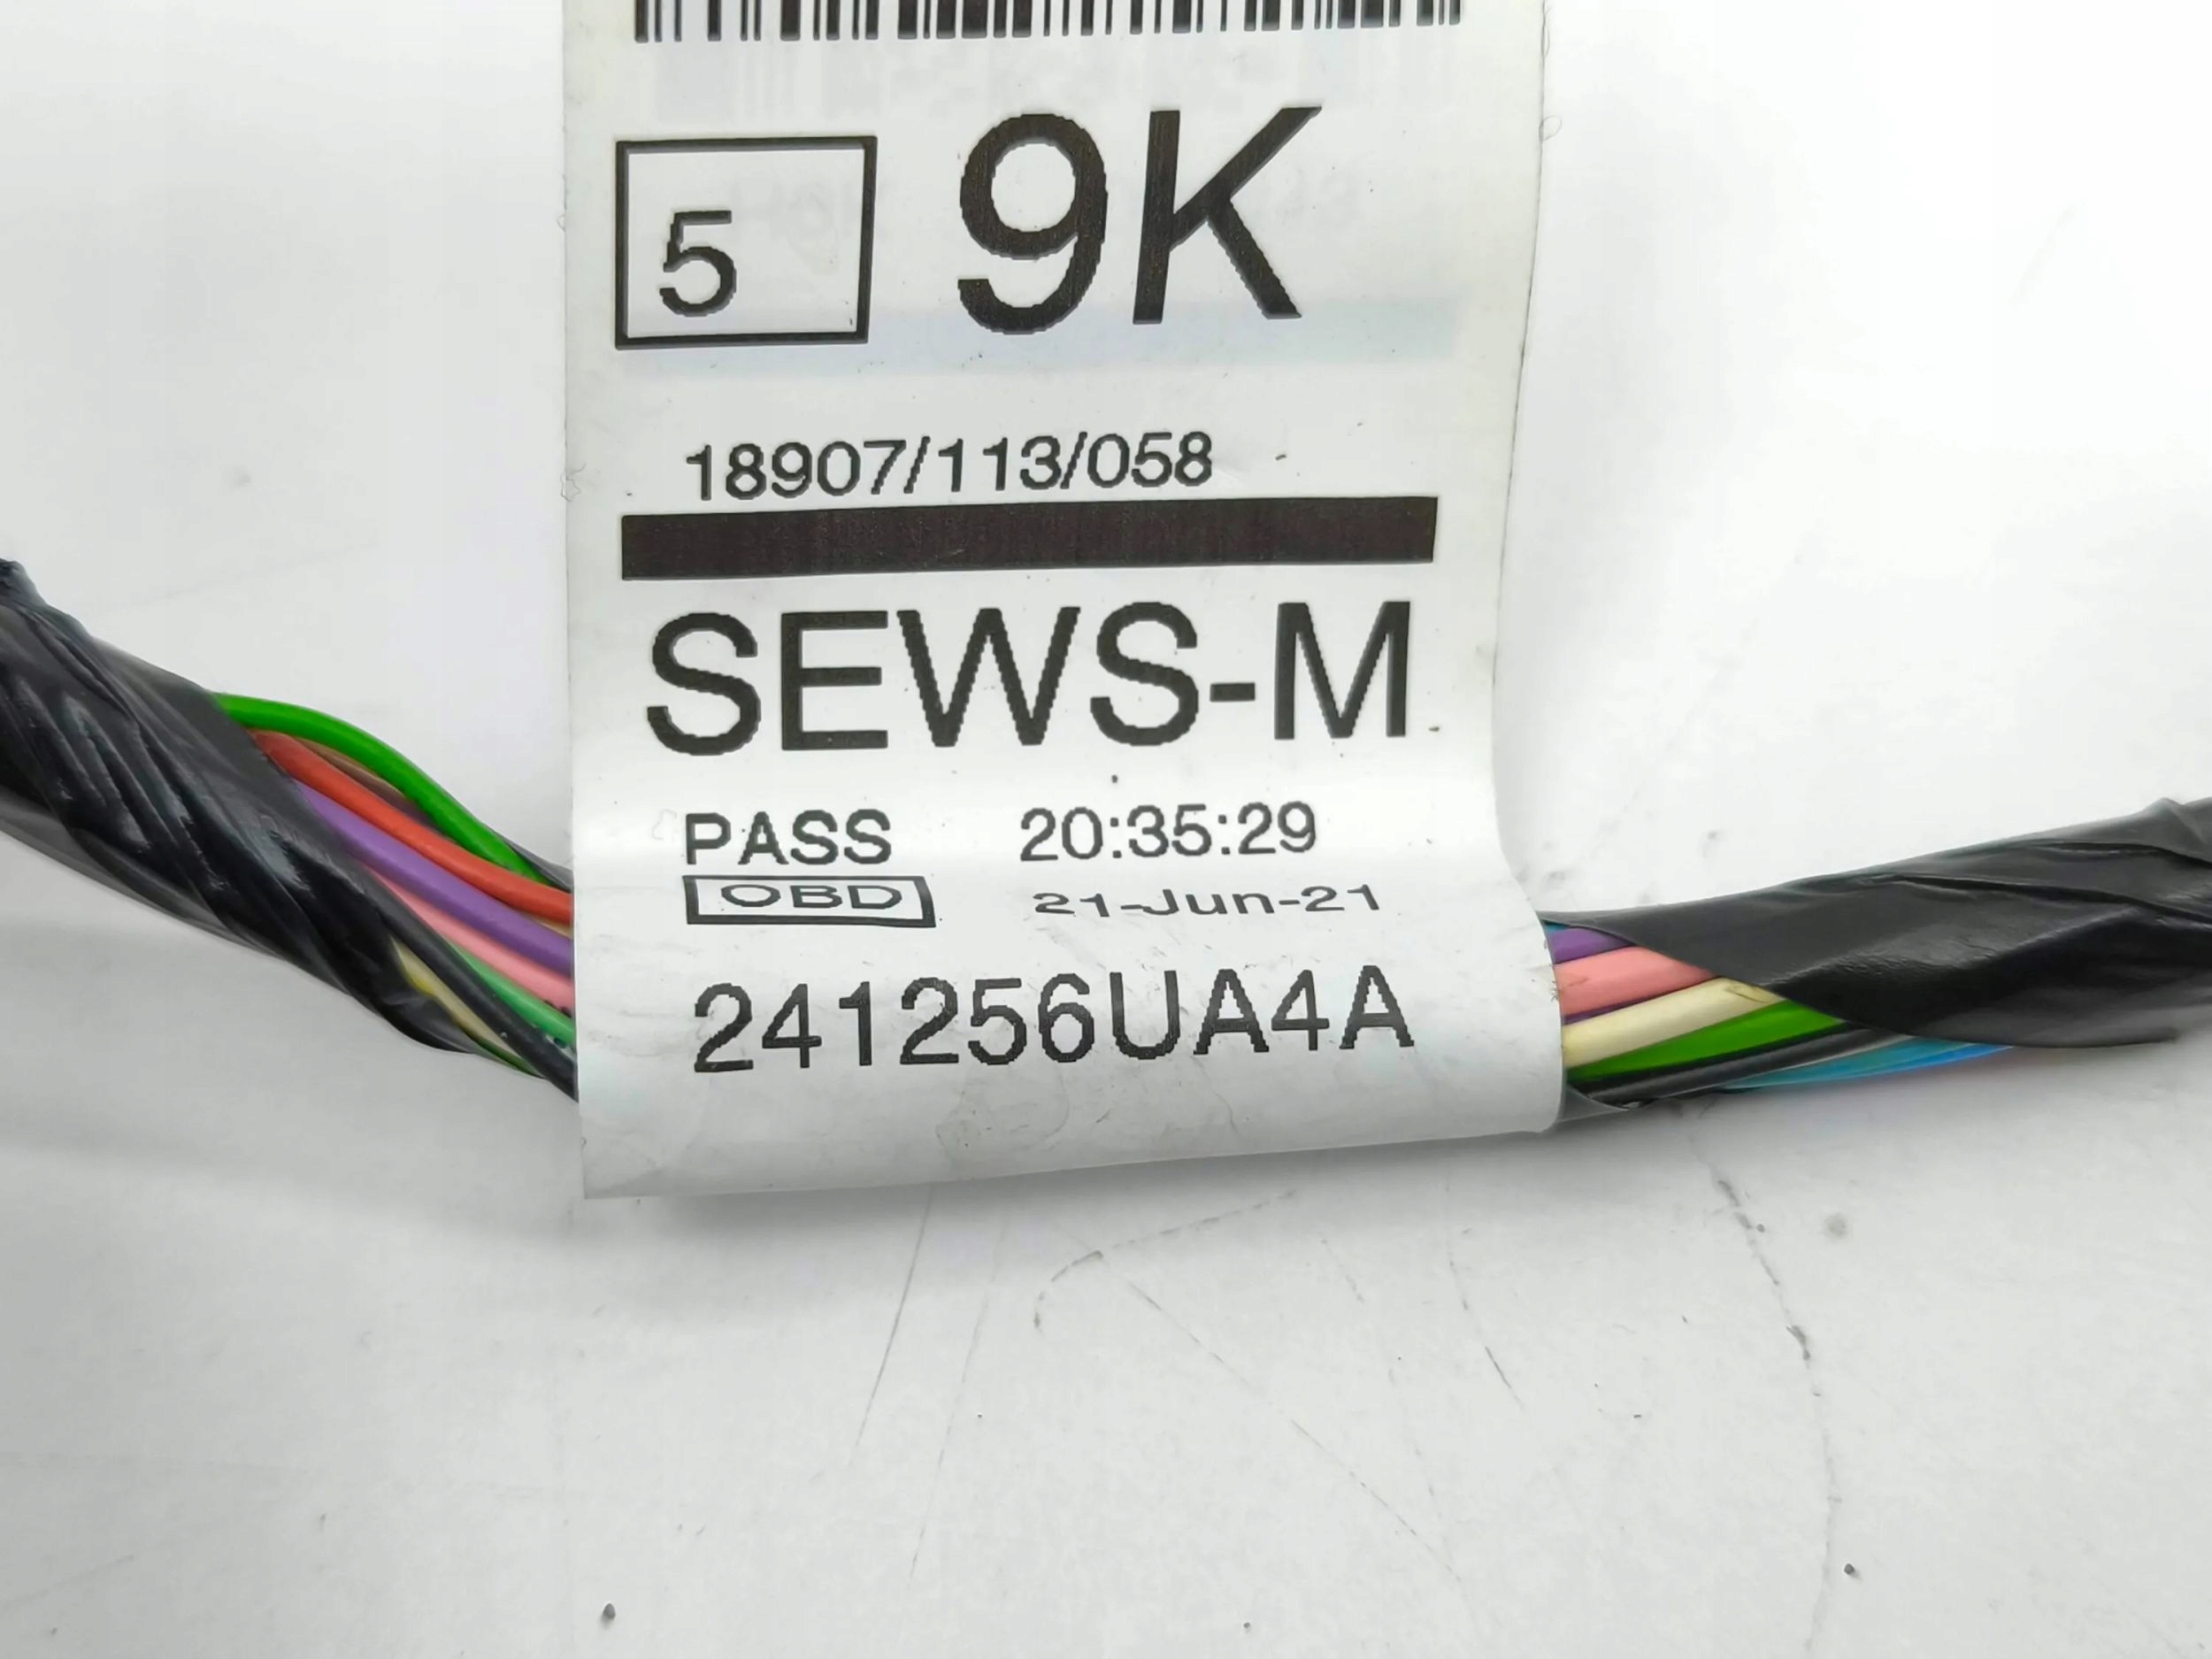 5 9K
18907/113/058
SEWS-M
PASS 20:35:29
OBD 21-Jun-21
241256UA4A